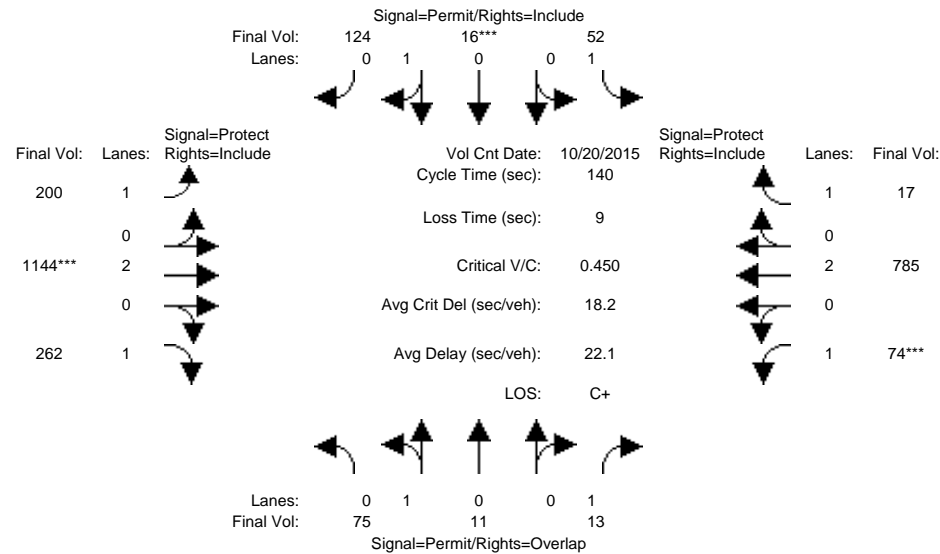 Signal=Permit/Rights=Include
Final Vol: 124 16*** 52
Lanes: 0 1 0 0 1
Signal=Protect Signal=Protect
Final Vol: Lanes: Rights=Include Vol Cnt Date: 10/20/2015 Rights=Include Lanes: Final Vol:
Cycle Time (sec): 140
200 1 1 17
Loss Time (sec): 9
0 0
1144*** 2 Critical V/C: 0.450 2 785
0 Avg Crit Del (sec/veh): 18.2 0
262 1 Avg Delay (sec/veh): 22.1 1 74***
LOS: C+
Lanes: 0 1 0 0 1
Final Vol: 75 11 13
Signal=Permit/Rights=Overlap